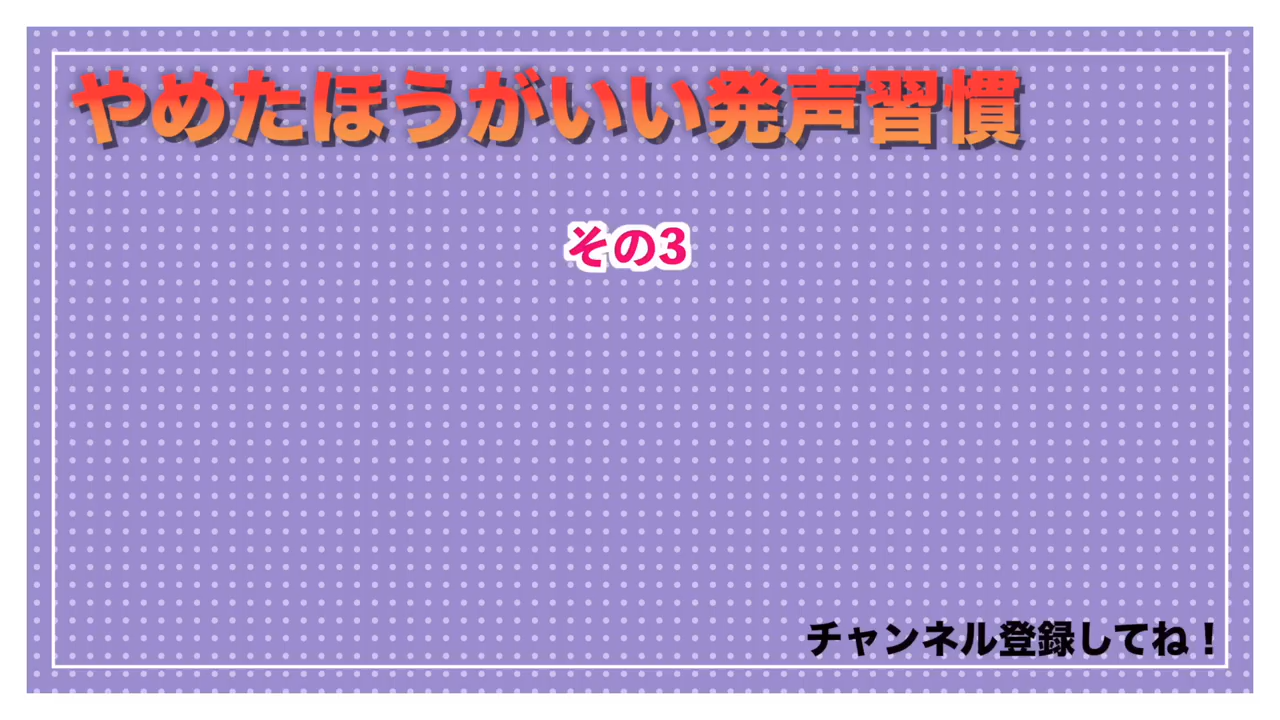 やめたほうがいい発声習慣
その3
チャンネル登録してね！